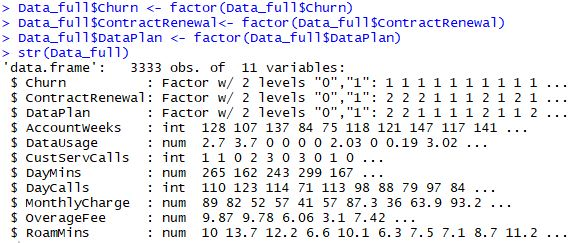 > Data_full$Churn <- factor(Data_full$Churn)
> Data_full$ContractRenewal<- factor(Data_full$ContractRenewal)
> Data_full$DataPlan <- factor(Data_full$DataPlan)
> str(Data_full)
'data.frame':   3333 obs. of  11 variables:
 $ Churn          : Factor w/ 2 levels "0","1": 1 1 1 1 1 1 1 1 1 1 ...
 $ ContractRenewal: Factor w/ 2 levels "0","1": 2 2 2 1 1 1 2 1 2 1 ...
 $ DataPlan       : Factor w/ 2 levels "0","1": 2 2 1 1 1 1 2 1 1 2 ...
 $ AccountWeeks   : int  128 107 137 84 75 118 121 147 117 141 ...
 $ DataUsage      : num  2.7 3.7 0 0 0 0 2.03 0 0.19 3.02 ...
 $ CustServCalls  : int  1 1 0 2 3 0 3 0 1 0 ...
 $ DayMins        : num  265 162 243 299 167 ...
 $ DayCalls       : int  110 123 114 71 113 98 88 79 97 84 ...
 $ MonthlyCharge  : num  89 82 52 57 41 57 87.3 36 63.9 93.2 ...
 $ OverageFee     : num  9.87 9.78 6.06 3.1 7.42 ...
 $ RoamMins       : num  10 13.7 12.2 6.6 10.1 6.3 7.5 7.1 8.7 11.2 ...